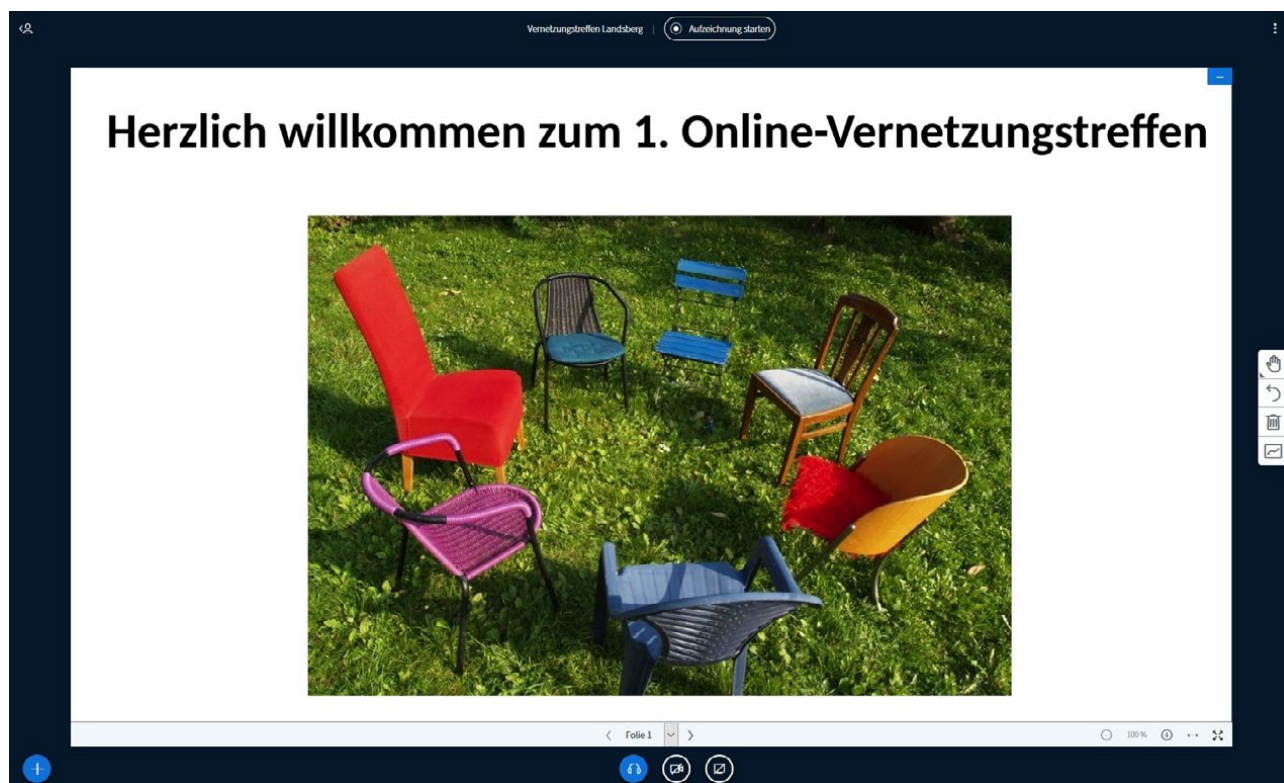 Vernetzungstreffen Landsberg | Aufzeichnung starten
Herzlich willkommen zum 1. Online-Vernetzungstreffen
Folie 1
100%